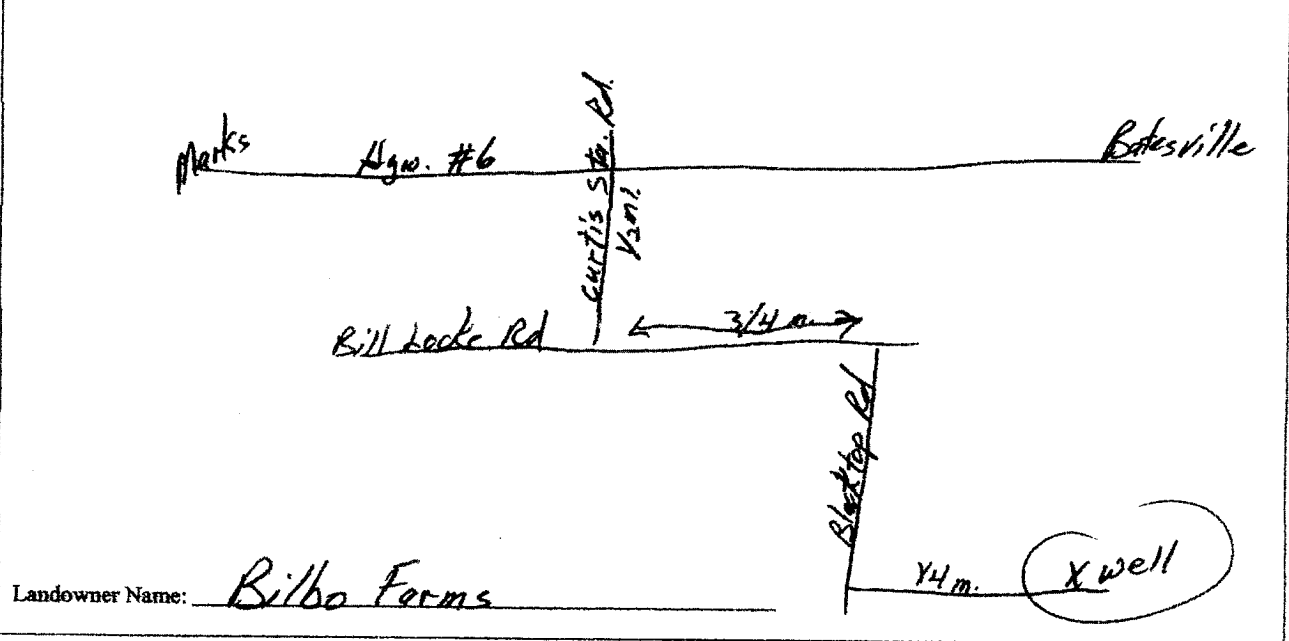 Marks
Hgw. #6
Curtis Sta. Rd.
1/2 mi.
Batesville
Bill Locke Rd
3/4 m.
Blacktop Rd
1/4 m.
X well
Landowner Name: Bilbo Farms